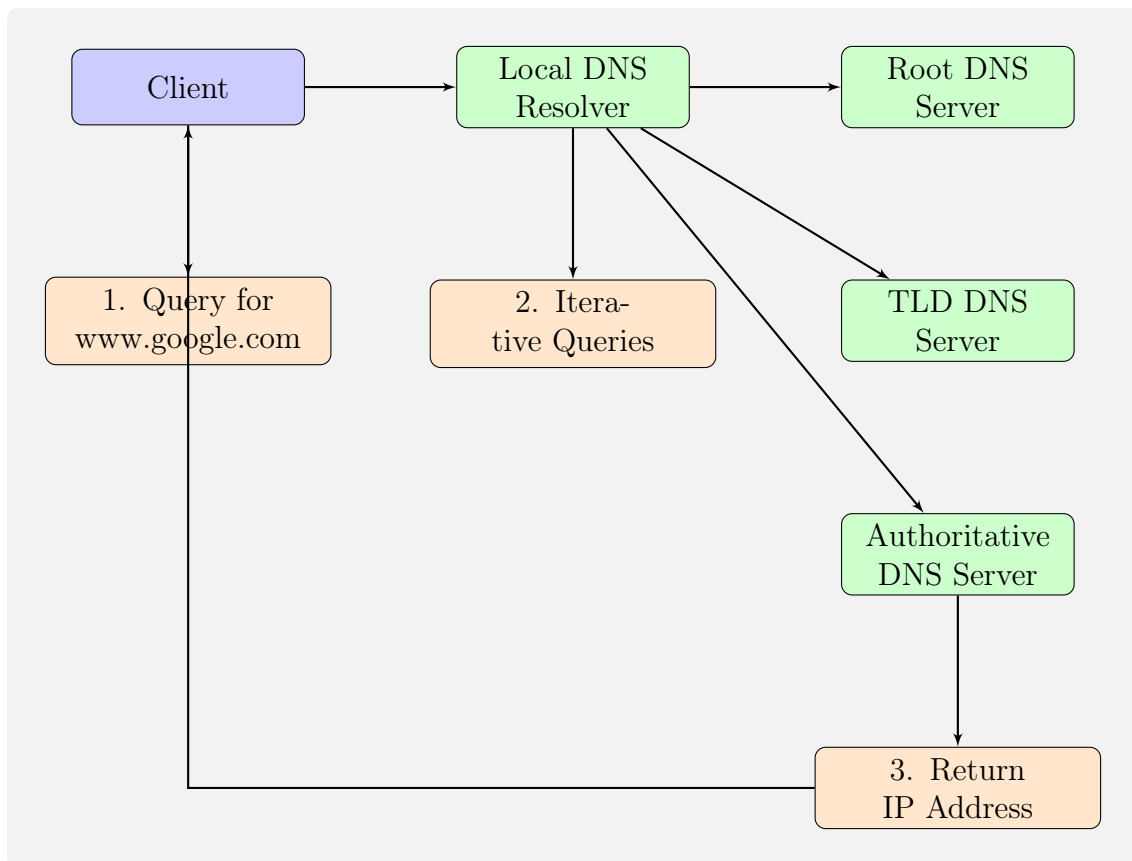 Client
Local DNS
Resolver
Root DNS
Server
1. Query for
www.google.com
2. Itera-
tive Queries
TLD DNS
Server
Authoritative
DNS Server
3. Return
IP Address